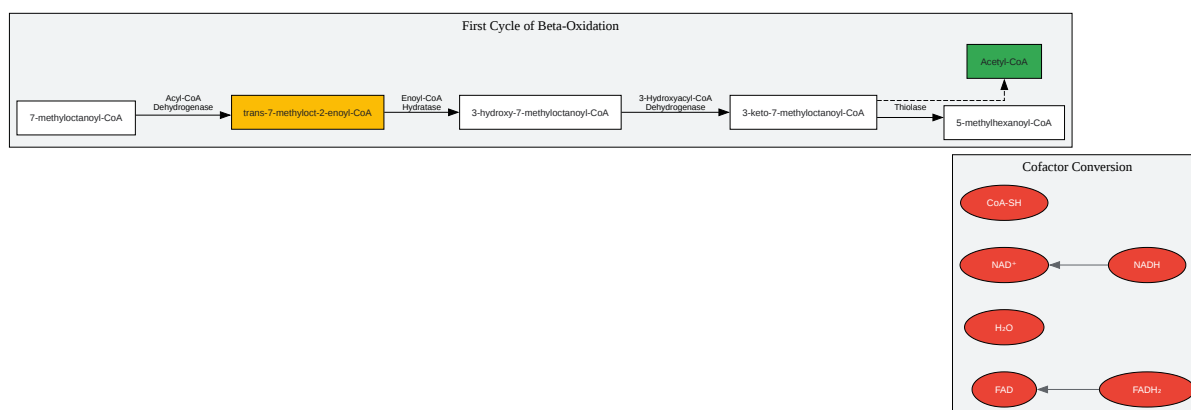 First Cycle of Beta-Oxidation
Acetyl-CoA
7-methyloctanoyl-CoA
Acyl-CoA
Dehydrogenase
trans-7-methyloct-2-enoyl-CoA
Enoyl-CoA
Hydratase
3-hydroxy-7-methyloctanoyl-CoA
3-Hydroxyacyl-CoA
Dehydrogenase
3-keto-7-methyloctanoyl-CoA
Thiolase
5-methylhexanoyl-CoA
Cofactor Conversion
CoA-SH
NAD⁺
NADH
H₂O
FAD
FADH₂